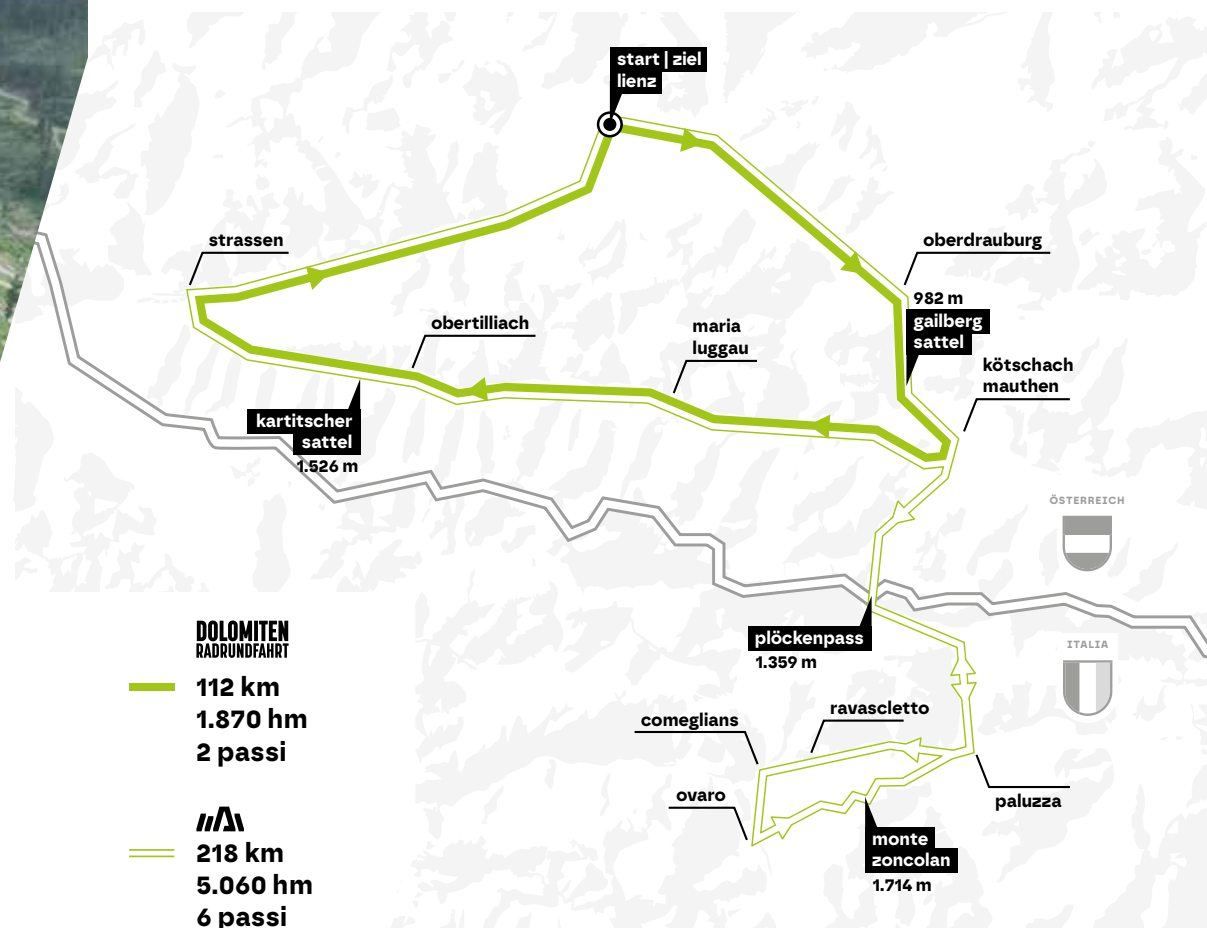 start | ziel
lienz
strassen
oberdrauburg
982 m
gailberg
sattel
obertilliach
maria
luggau
kötschach
mauthen
kartitscher
sattel
1.526 m
ÖSTERREICH
plöckenpass
1.359 m
ITALIA
DOLOMITEN
RADRUNDFAHRT
112 km
1.870 hm
2 passi
comeglians
ravascletto
ovaro
paluzza
monte
zoncolan
1.714 m
218 km
5.060 hm
6 passi